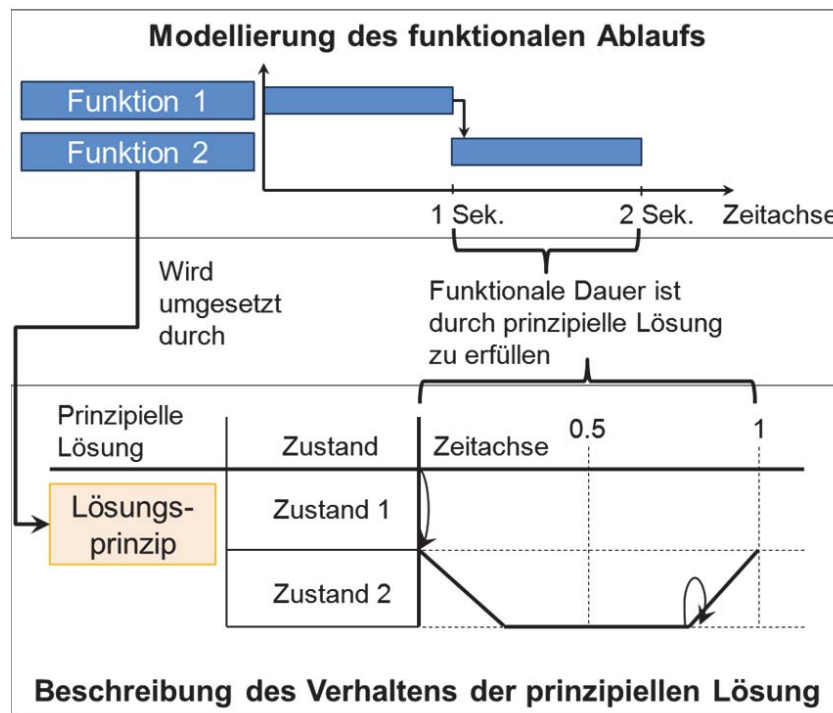 Modellierung des funktionalen Ablaufs
Funktion 1
Funktion 2
1 Sek.
2 Sek.
Zeitachse
Wird
umgesetzt
durch
Funktionale Dauer ist
durch prinzipielle Lösung
zu erfüllen
Prinzipielle
Lösung
Zustand
Zeitachse
0.5
1
Lösungs-
prinzip
Zustand 1
Zustand 2
Beschreibung des Verhaltens der prinzipiellen Lösung